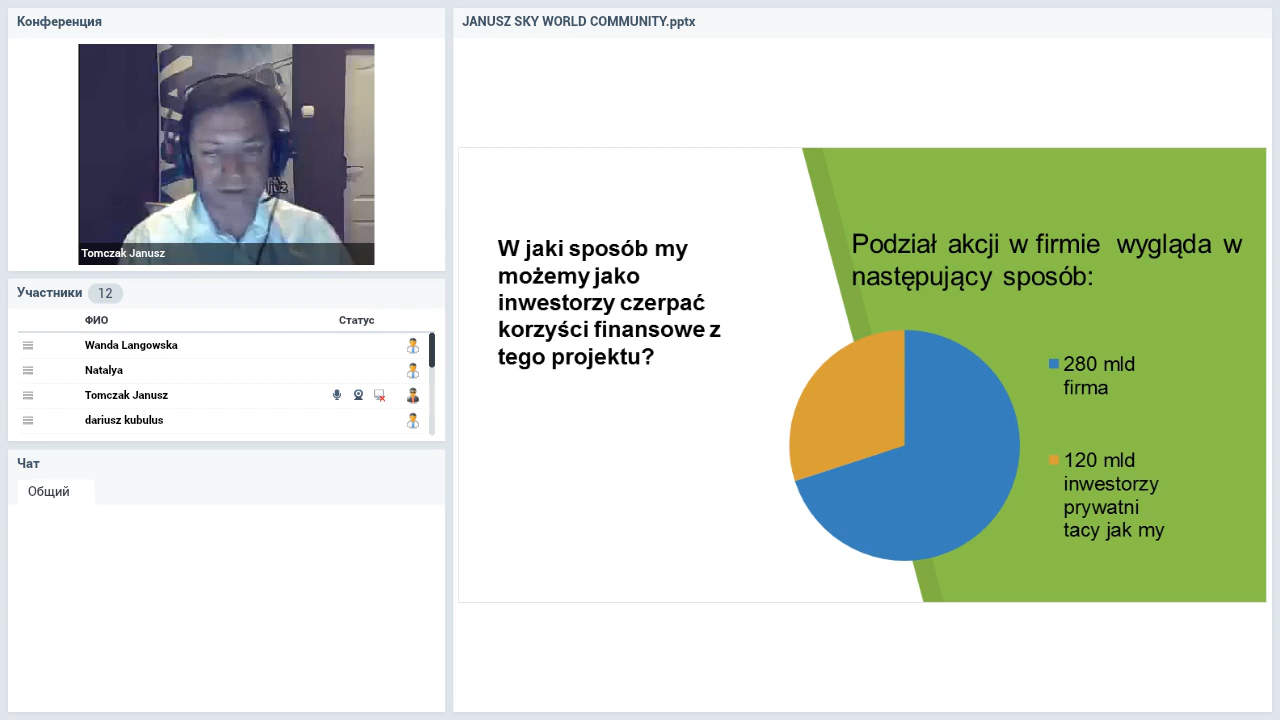 Конференция
Tomczak Janusz
Участники 12
ФИО Статус
Wanda Langowska
Natalya
Tomczak Janusz
dariusz kubulus
Чат
Общий
JANUSZ SKY WORLD COMMUNITY.pptx
W jaki sposób my
możemy jako
inwestorzy czerpać
korzyści finansowe z
tego projektu?
Podział akcji w firmie wygląda w
następujący sposób:
280 mld
firma
120 mld
inwestorzy
prywatni
tacy jak my